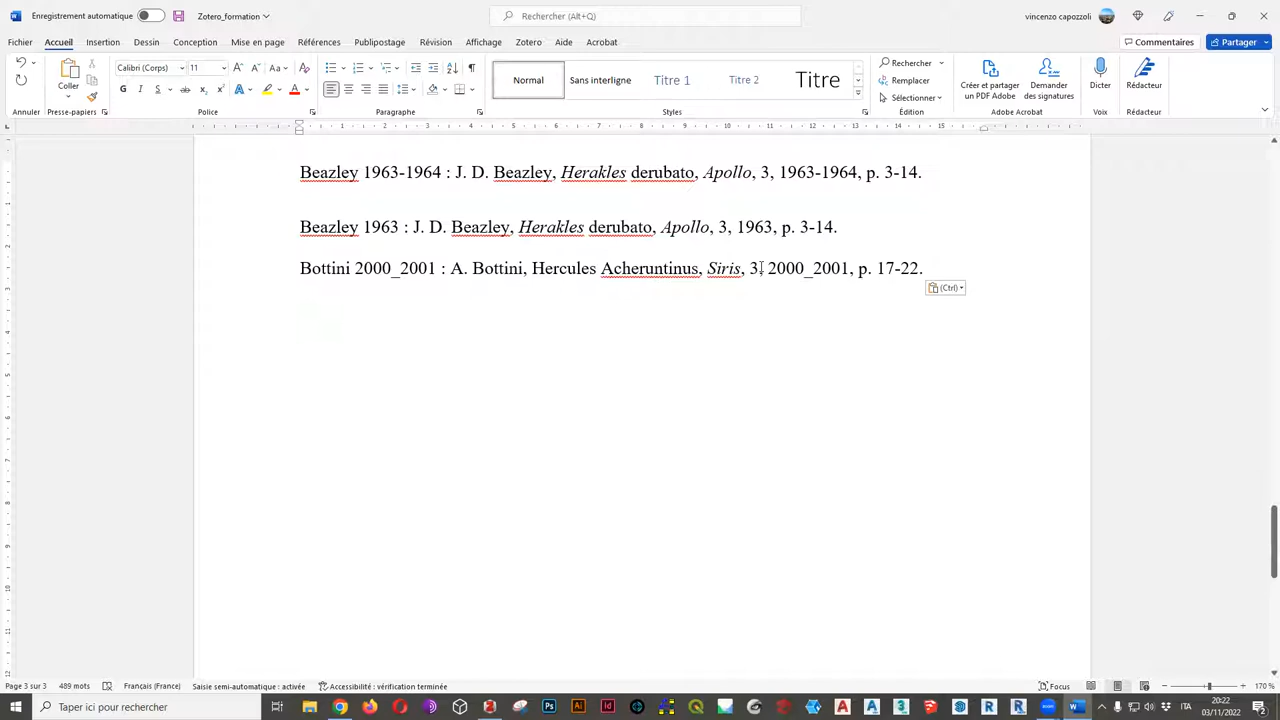 Enregistrement automatique
Zotero_formation
Rechercher (Alt+Q)
vincenzo capozzoli
Fichier Accueil Insertion Dessin Conception Mise en page Références Publipostage Révision Affichage Zotero Aide Acrobat
Commentaires Partager
Calibri (Corps) 11
Coller
Normal Sans interligne Titre 1 Titre 2 Titre
Rechercher
Remplacer
Sélectionner
Créer et partager un PDF Adobe
Demander des signatures
Dicter
Rédacteur
Annuler Presse-papiers Police Paragraphe Styles Édition Adobe Acrobat Voix Rédacteur
Beazley 1963-1964 : J. D. Beazley, Herakles derubato, Apollo, 3, 1963-1964, p. 3-14.
Beazley 1963 : J. D. Beazley, Herakles derubato, Apollo, 3, 1963, p. 3-14.
Bottini 2000_2001 : A. Bottini, Hercules Acheruntinus, Siris, 3, 2000_2001, p. 17-22.
(Ctrl)
Page 3 sur 3 489 mots Français (France) Saisie semi-automatique : activée Accessibilité : vérification terminée Focus 170 %
Taper ici pour rechercher
ITA
20:22
03/11/2022